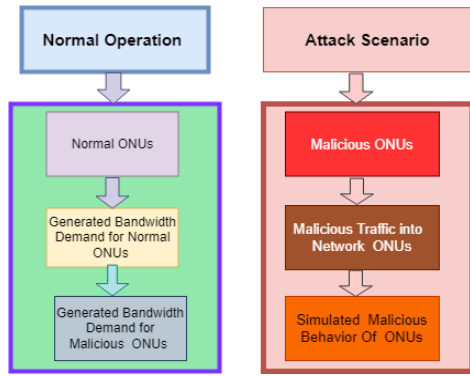 Normal Operation
Normal ONUs
Generated Bandwidth
Demand for Normal
ONUs
Generated Bandwidth
Demand for
Malicious ONUs
Attack Scenario
Malicious ONUs
Malicious Traffic into
Network ONUs
Simulated Malicious
Behavior Of ONUs